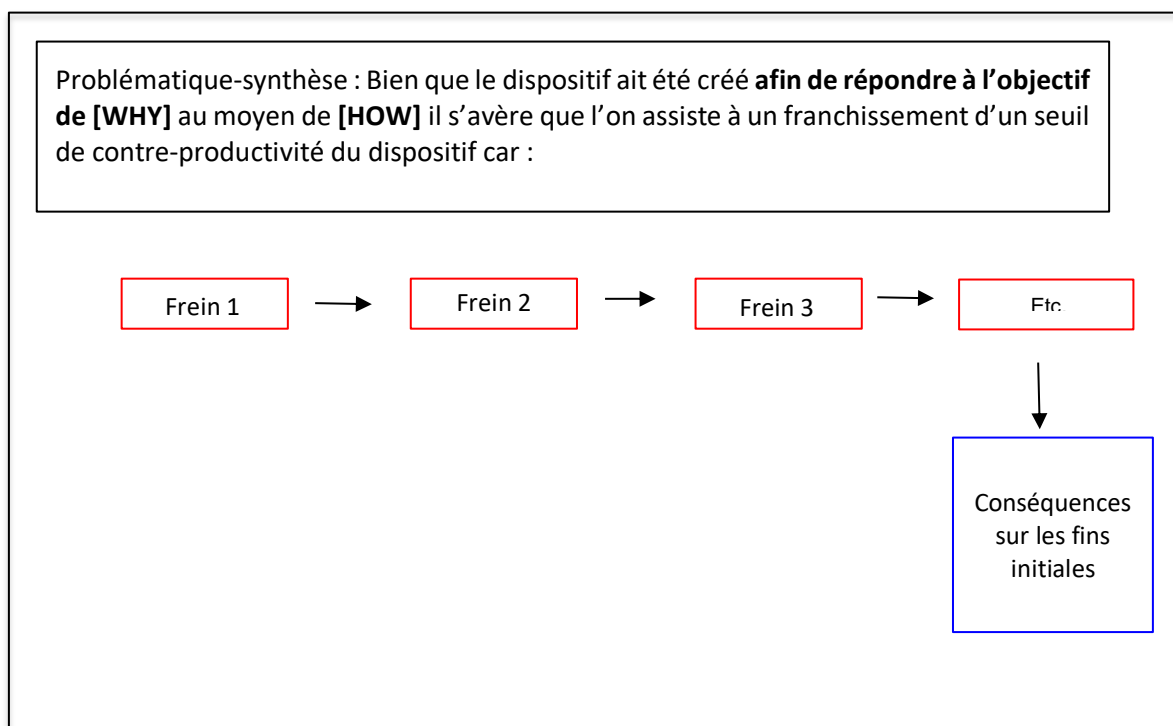 Problématique-synthèse : Bien que le dispositif ait été créé afin de répondre à l’objectif
de [WHY] au moyen de [HOW] il s’avère que l’on assiste à un franchissement d’un seuil
de contre-productivité du dispositif car :
Frein 1
Frein 2
Frein 3
Etc.
Conséquences
sur les fins
initiales